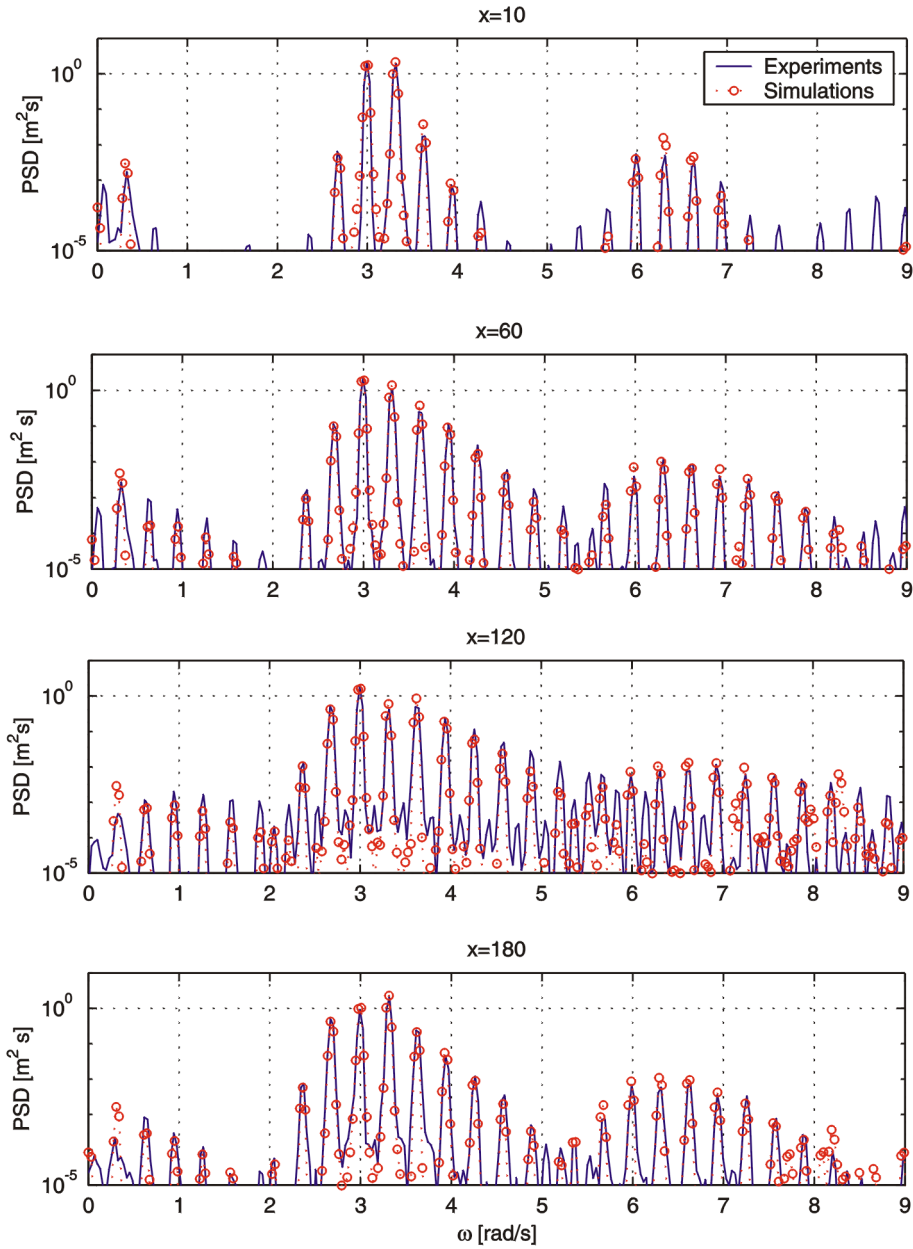 x=10
PSD [m²s]
10⁰
10⁻⁵
Experiments
Simulations
0 1 2 3 4 5 6 7 8 9
x=60
PSD [m² s]
10⁰
10⁻⁵
0 1 2 3 4 5 6 7 8 9
x=120
PSD [m²s]
10⁰
10⁻⁵
0 1 2 3 4 5 6 7 8 9
x=180
PSD [m² s]
10⁰
10⁻⁵
0 1 2 3 4 5 6 7 8 9
ω [rad/s]